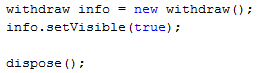 withdraw info = new withdraw();
info.setVisible(true);
dispose();